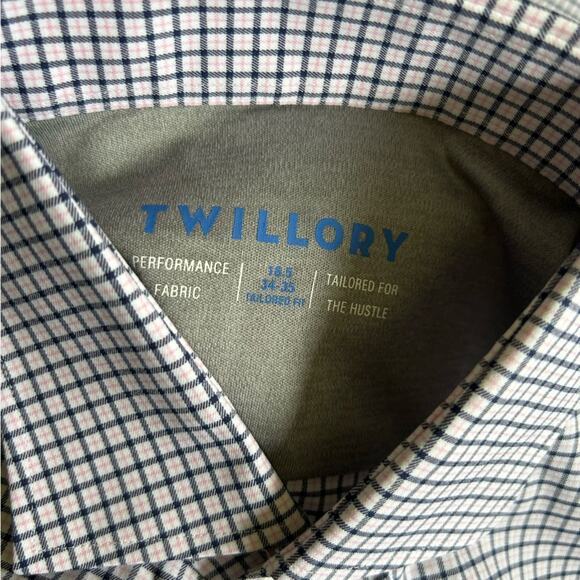 TWILLORY
PERFORMANCE
FABRIC
16.5
34-35
TAILORED FIT
TAILORED FOR
THE HUSTLE